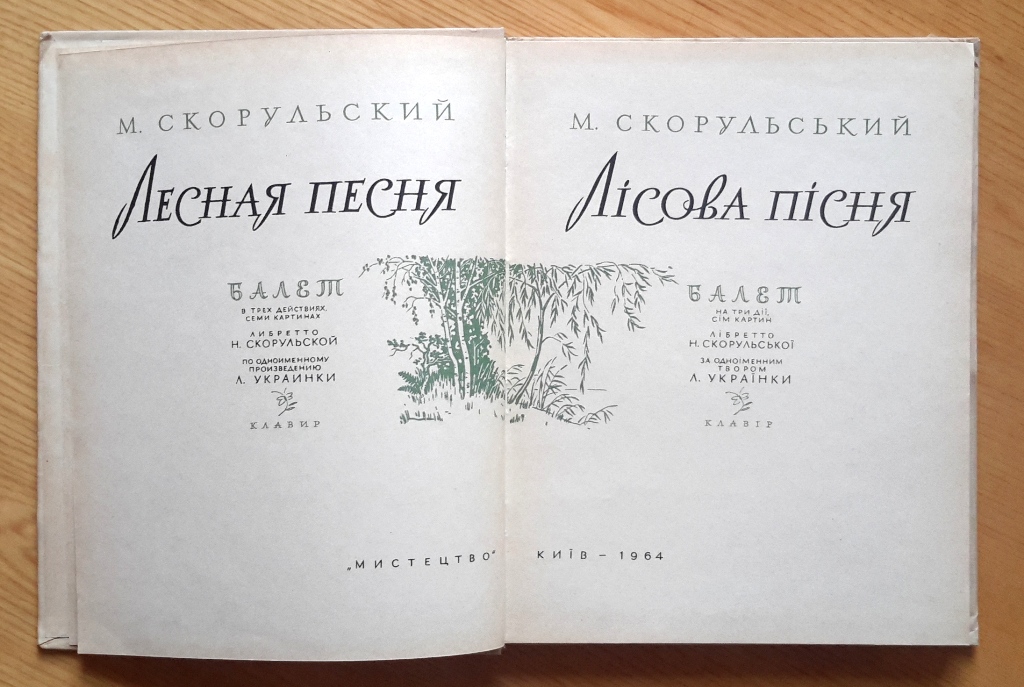 М. СКОРУЛЬСКИЙ
ЛЕСНАЯ ПЕСНЯ
БАЛЕТ
В ТРЕХ ДЕЙСТВИЯХ,
СЕМИ КАРТИНАХ
ЛИБРЕТТО
Н. СКОРУЛЬСКОЙ
ПО ОДНОИМЕННОМУ
ПРОИЗВЕДЕНИЮ
Л. УКРАИНКИ
КЛАВИР
М. СКОРУЛЬСЬКИЙ
ЛІСОВА ПІСНЯ
БАЛЕТ
НА ТРИ ДІЇ,
СІМ КАРТИН
ЛІБРЕТТО
Н. СКОРУЛЬСЬКОЇ
ЗА ОДНОІМЕННИМ
ТВОРОМ
Л. УКРАЇНКИ
КЛАВІР
„МИСТЕЦТВО“ КИЇВ – 1964